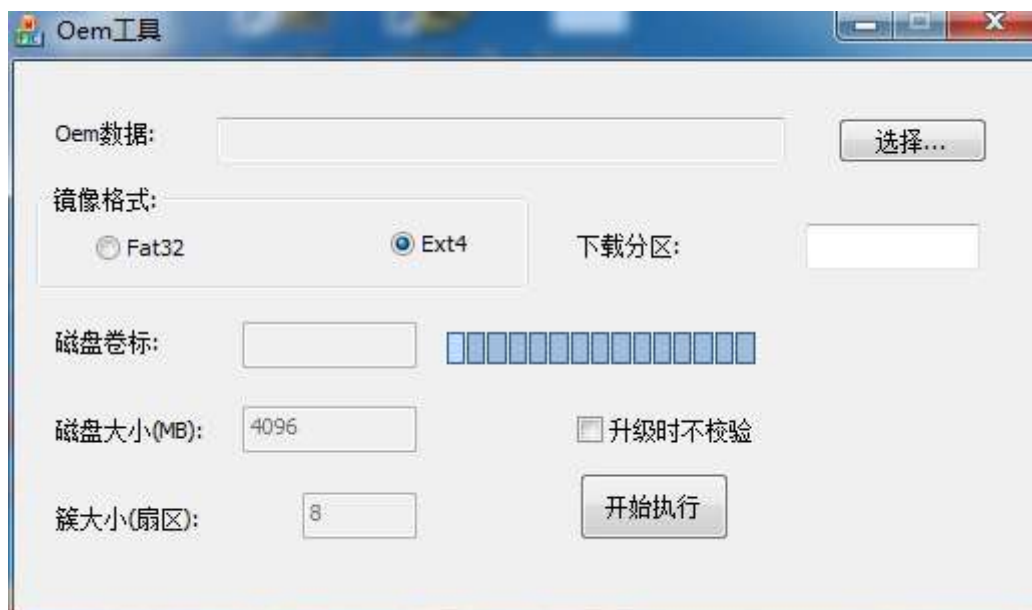 Oem工具
Oem数据:
选择...
镜像格式:
Fat32
Ext4
下载分区:
磁盘卷标:
磁盘大小(MB):
4096
升级时不校验
簇大小(扇区):
8
开始执行